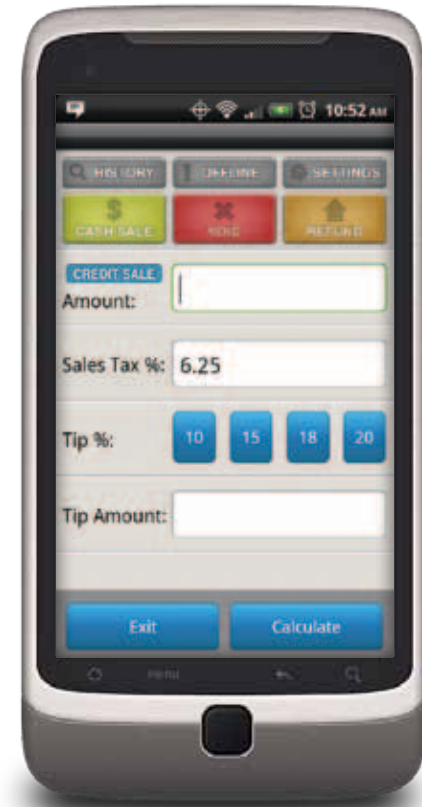 10:52 AM
HISTORY OFFLINE SETTINGS
CASH SALE VOID REFUND
CREDIT SALE
Amount:
Sales Tax %: 6.25
Tip %: 10 15 18 20
Tip Amount:
Exit Calculate
menu